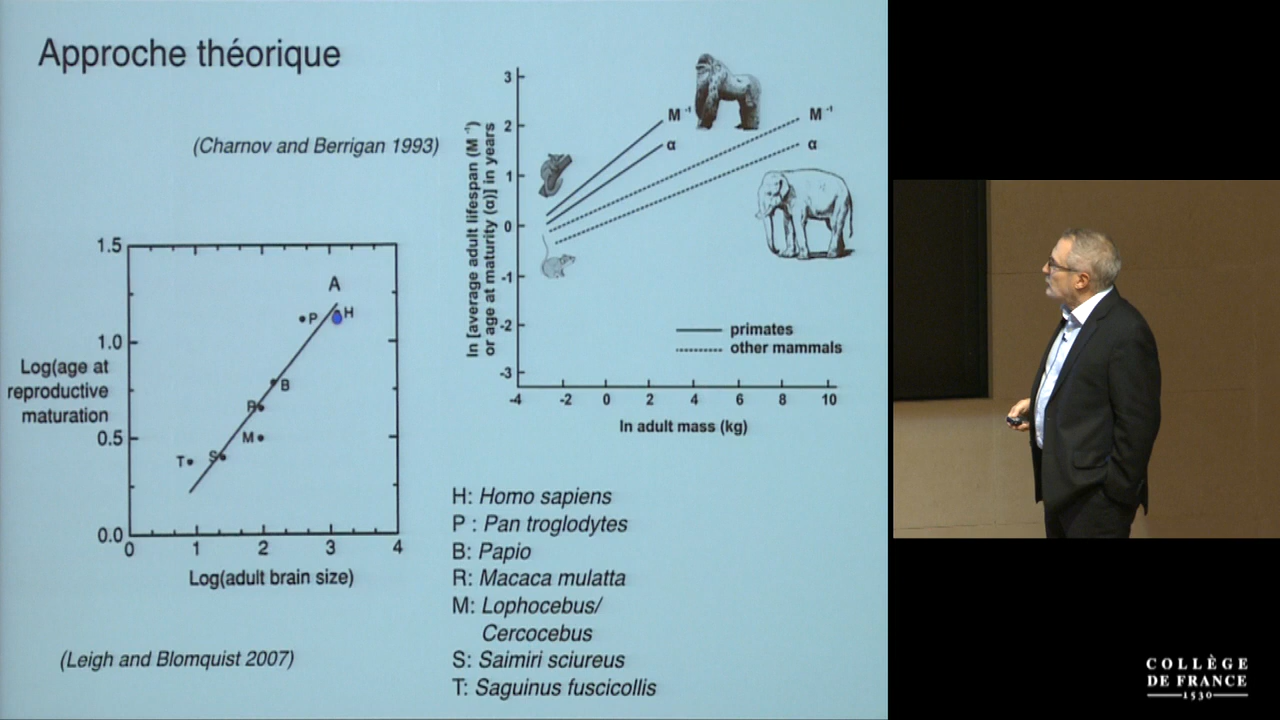 Approche théorique
(Charnov and Berrigan 1993)
ln [average adult lifespan (M ⁻¹)
or age at maturity (α)] in years
3
2
1
0
-1
-2
-3
M ⁻¹
α
M ⁻¹
α
primates
other mammals
-4
-2
0
2
4
6
8
10
ln adult mass (kg)
1.5
1.0
0.5
0.0
Log(age at
reproductive
maturation
A
H
P
B
R
M
S
T
0
1
2
3
4
Log(adult brain size)
(Leigh and Blomquist 2007)
H: Homo sapiens
P : Pan troglodytes
B: Papio
R: Macaca mulatta
M: Lophocebus/
Cercocebus
S: Saimiri sciureus
T: Saguinus fuscicollis
COLLÈGE
DE FRANCE
1530